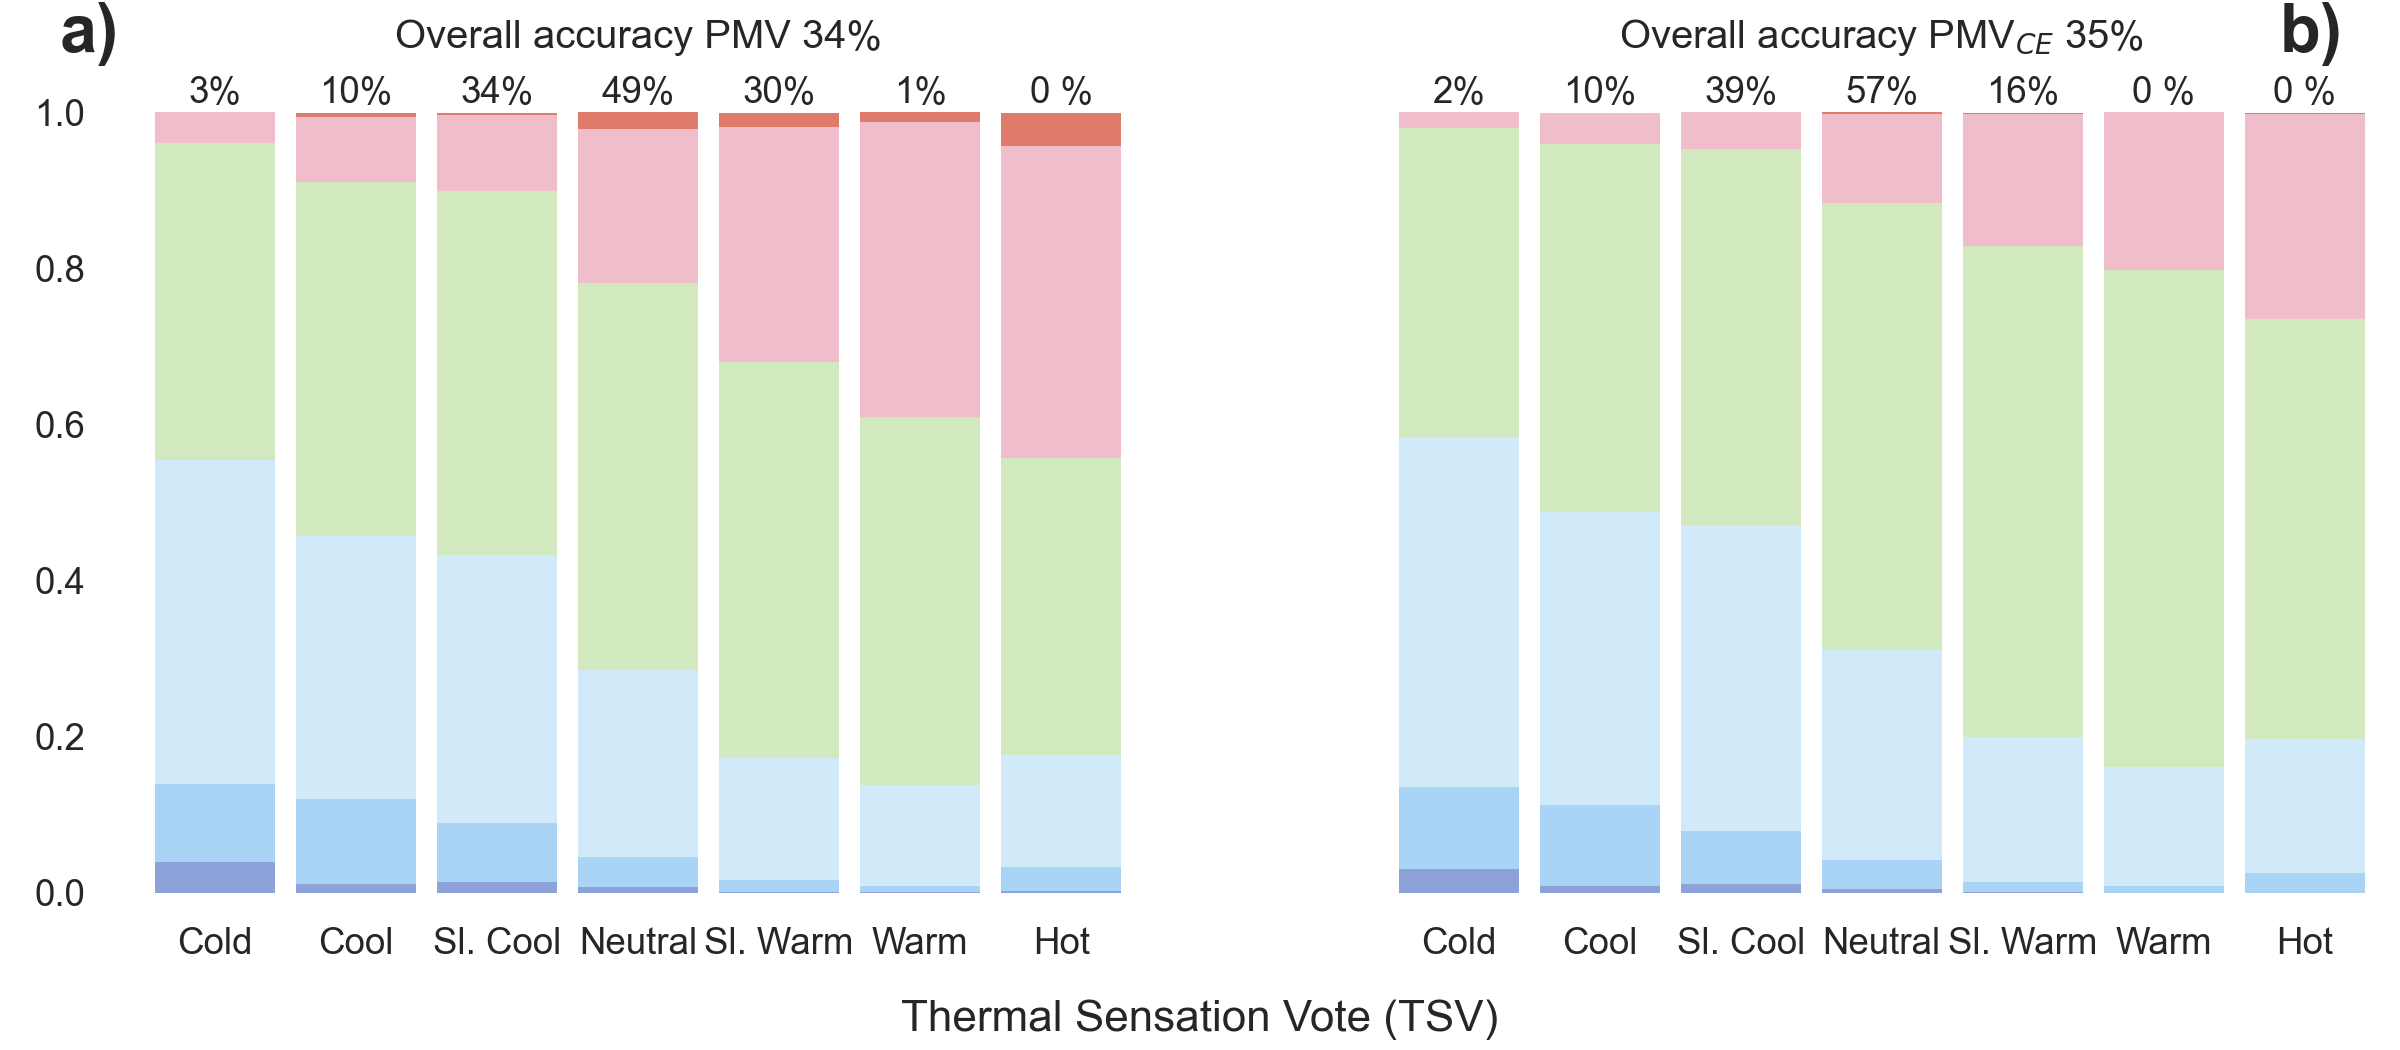 a)
Overall accuracy PMV 34%
3% 10% 34% 49% 30% 1% 0 %
1.0
0.8
0.6
0.4
0.2
0.0
Cold Cool Sl. Cool Neutral Sl. Warm Warm Hot
Overall accuracy PMV_CE 35%
b)
2% 10% 39% 57% 16% 0 % 0 %
Cold Cool Sl. Cool Neutral Sl. Warm Warm Hot
Thermal Sensation Vote (TSV)